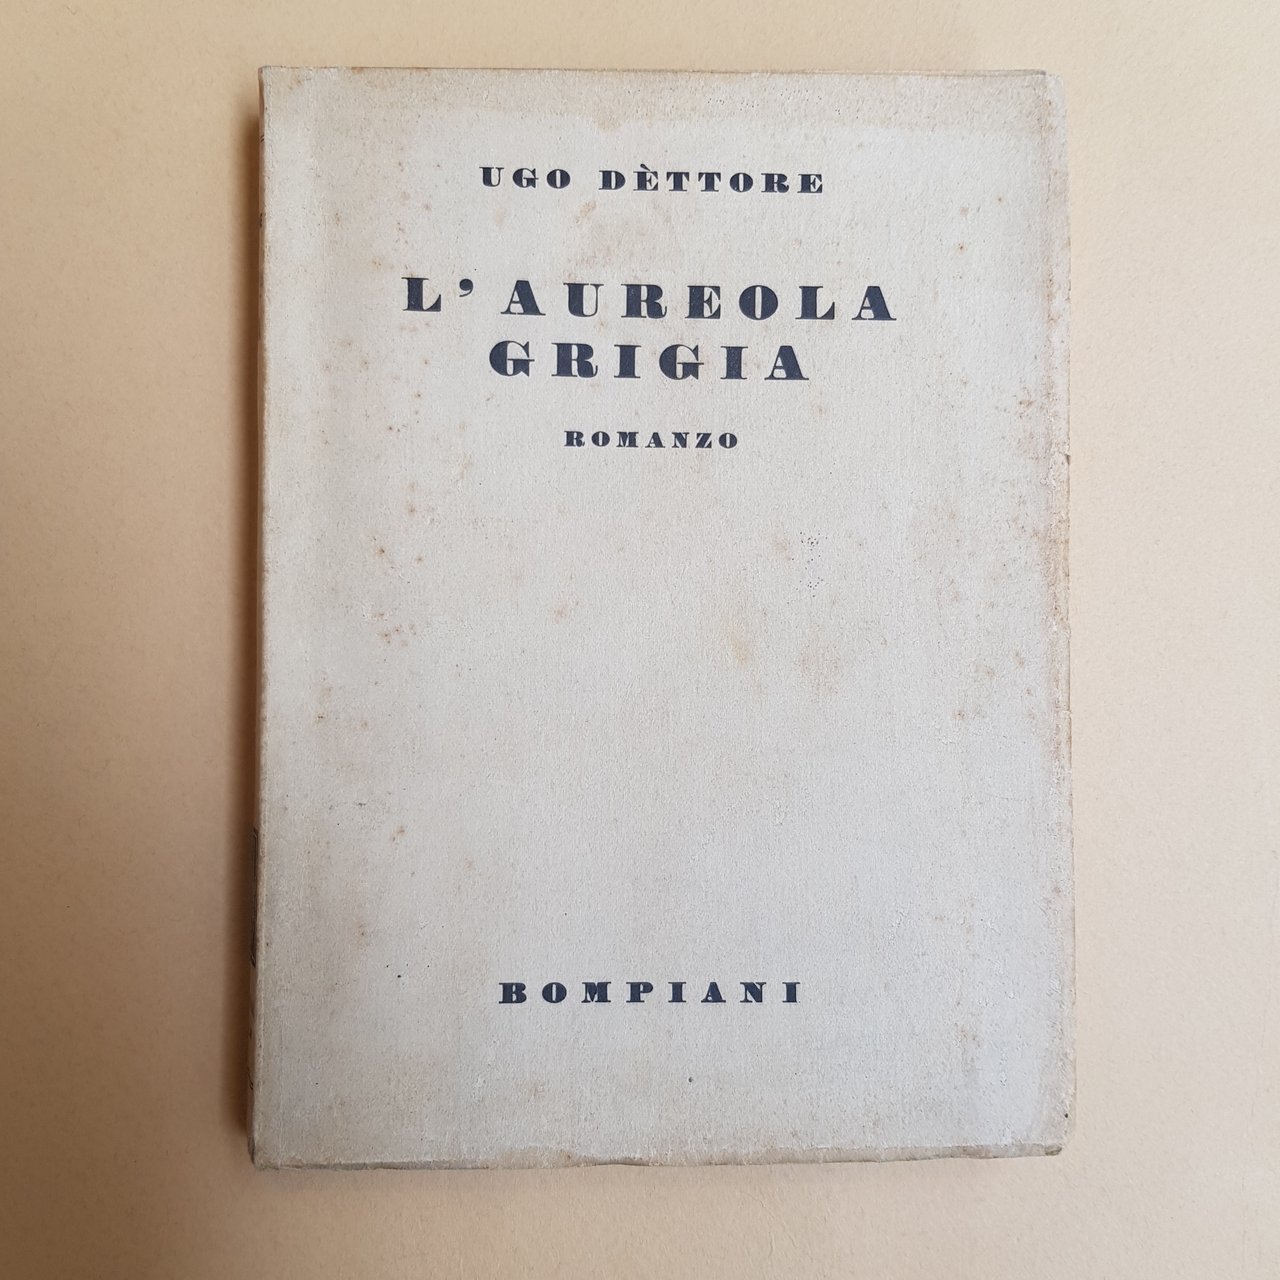 UGO DÈTTORE
L'AUREOLA
GRIGIA
ROMANZO
BOMPIANI